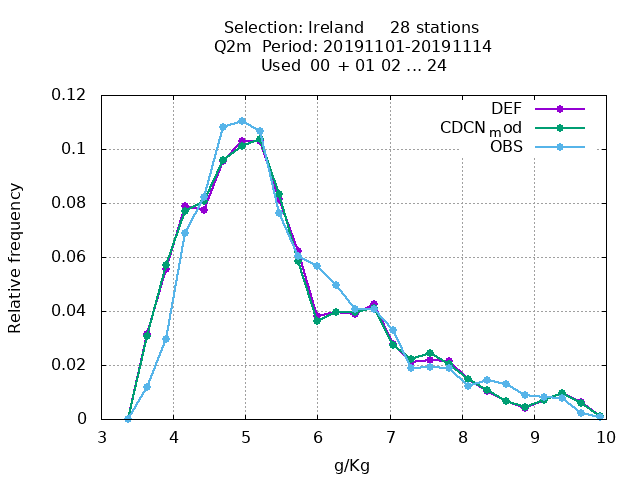 Selection: Ireland 28 stations
Q2m Period: 20191101-20191114
Used 00 + 01 02 ... 24
DEF
CDCN_mod
OBS
0.12
0.1
0.08
0.06
0.04
0.02
0
Relative frequency
3 4 5 6 7 8 9 10
g/Kg